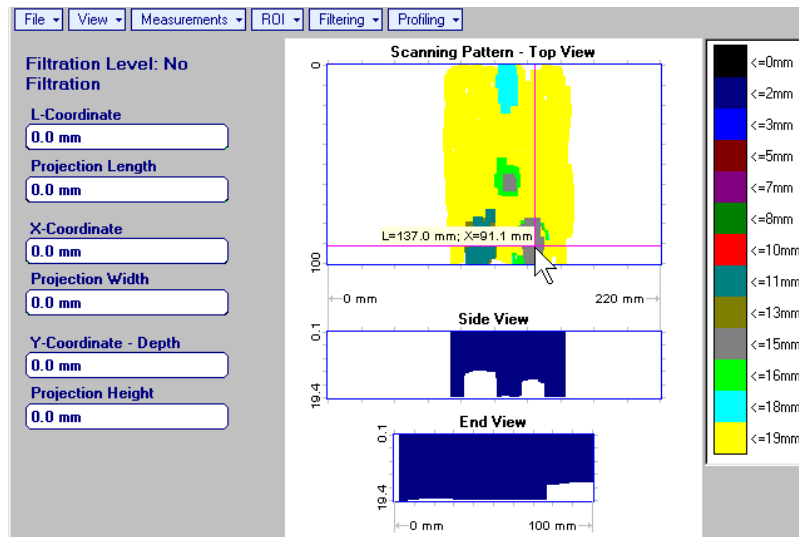 File View Measurements ROI Filtering Profiling
Filtration Level: No
Filtration
L-Coordinate
0.0 mm
Projection Length
0.0 mm
X-Coordinate
0.0 mm
Projection Width
0.0 mm
Y-Coordinate - Depth
0.0 mm
Projection Height
0.0 mm
Scanning Pattern - Top View
0
L=137.0 mm; X=91.1 mm
100
0 mm 220 mm
Side View
0.1
19.4
End View
0.1
19.4
0 mm 100 mm
<=0mm
<=2mm
<=3mm
<=5mm
<=7mm
<=8mm
<=10mm
<=11mm
<=13mm
<=15mm
<=16mm
<=18mm
<=19mm